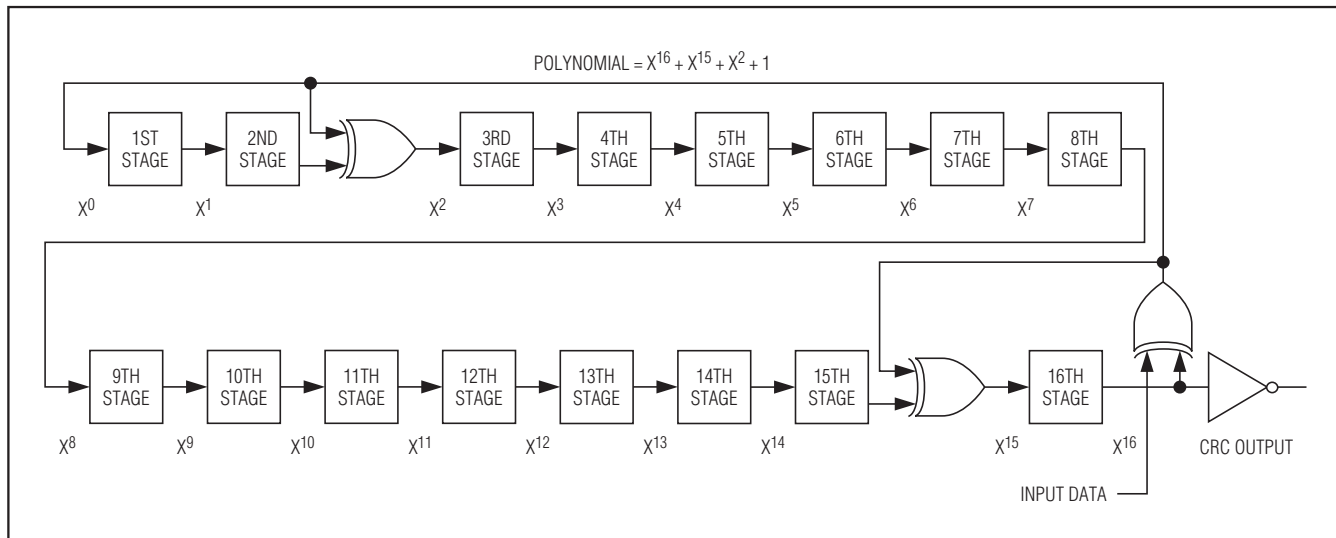 POLYNOMIAL = X¹⁶ + X¹⁵ + X² + 1
1ST STAGE
2ND STAGE
3RD STAGE
4TH STAGE
5TH STAGE
6TH STAGE
7TH STAGE
8TH STAGE
X⁰
X¹
X²
X³
X⁴
X⁵
X⁶
X⁷
9TH STAGE
10TH STAGE
11TH STAGE
12TH STAGE
13TH STAGE
14TH STAGE
15TH STAGE
16TH STAGE
X⁸
X⁹
X¹⁰
X¹¹
X¹²
X¹³
X¹⁴
X¹⁵
X¹⁶
CRC OUTPUT
INPUT DATA